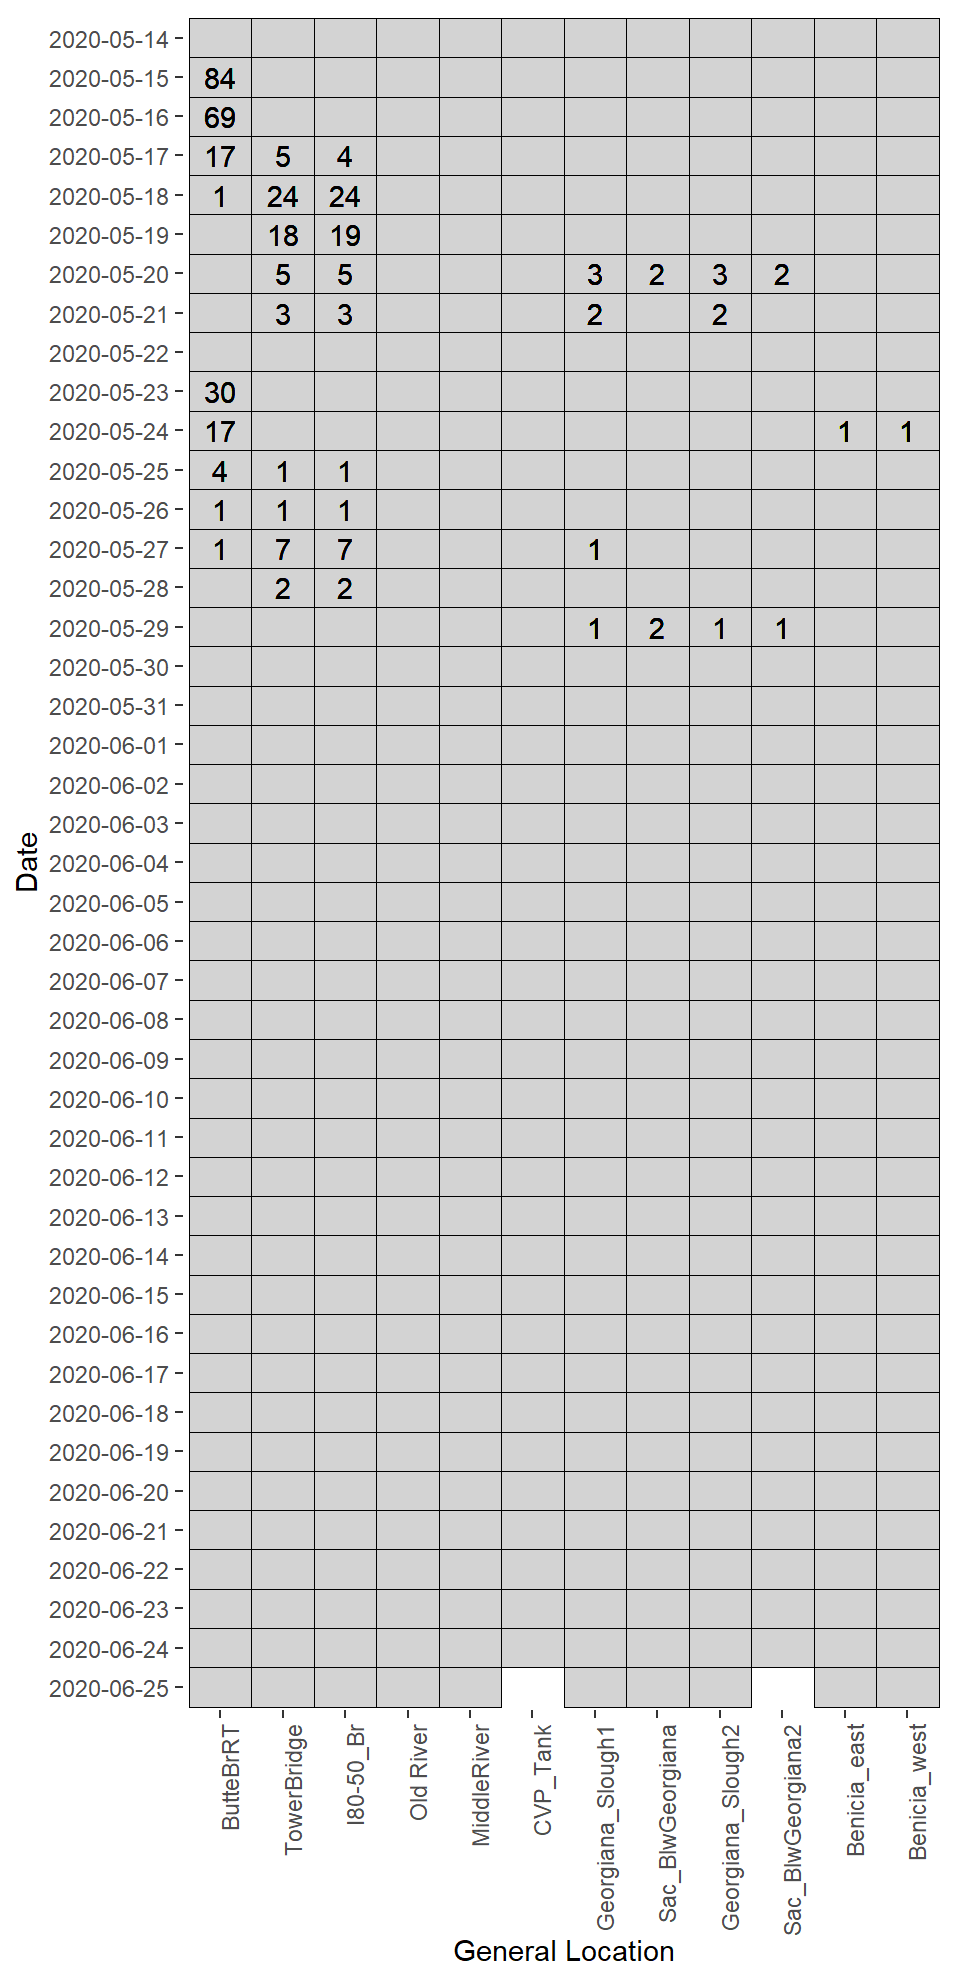 2020-05-14
2020-05-15 84
2020-05-16 69
2020-05-17 17 5 4
2020-05-18 1 24 24
2020-05-19 18 19
2020-05-20 5 5 3 2 3 2
2020-05-21 3 3 2 2
2020-05-22
2020-05-23 30
2020-05-24 17 1 1
2020-05-25 4 1 1
2020-05-26 1 1 1
2020-05-27 1 7 7 1
2020-05-28 2 2
2020-05-29 1 2 1 1
2020-05-30
2020-05-31
2020-06-01
2020-06-02
2020-06-03
2020-06-04
2020-06-05
2020-06-06
2020-06-07
2020-06-08
2020-06-09
2020-06-10
2020-06-11
2020-06-12
2020-06-13
2020-06-14
2020-06-15
2020-06-16
2020-06-17
2020-06-18
2020-06-19
2020-06-20
2020-06-21
2020-06-22
2020-06-23
2020-06-24
2020-06-25
Date
ButteBrRT
TowerBridge
I80-50_Br
Old River
MiddleRiver
CVP_Tank
Georgiana_Slough1
Sac_BlwGeorgiana
Georgiana_Slough2
Sac_BlwGeorgiana2
Benicia_east
Benicia_west
General Location